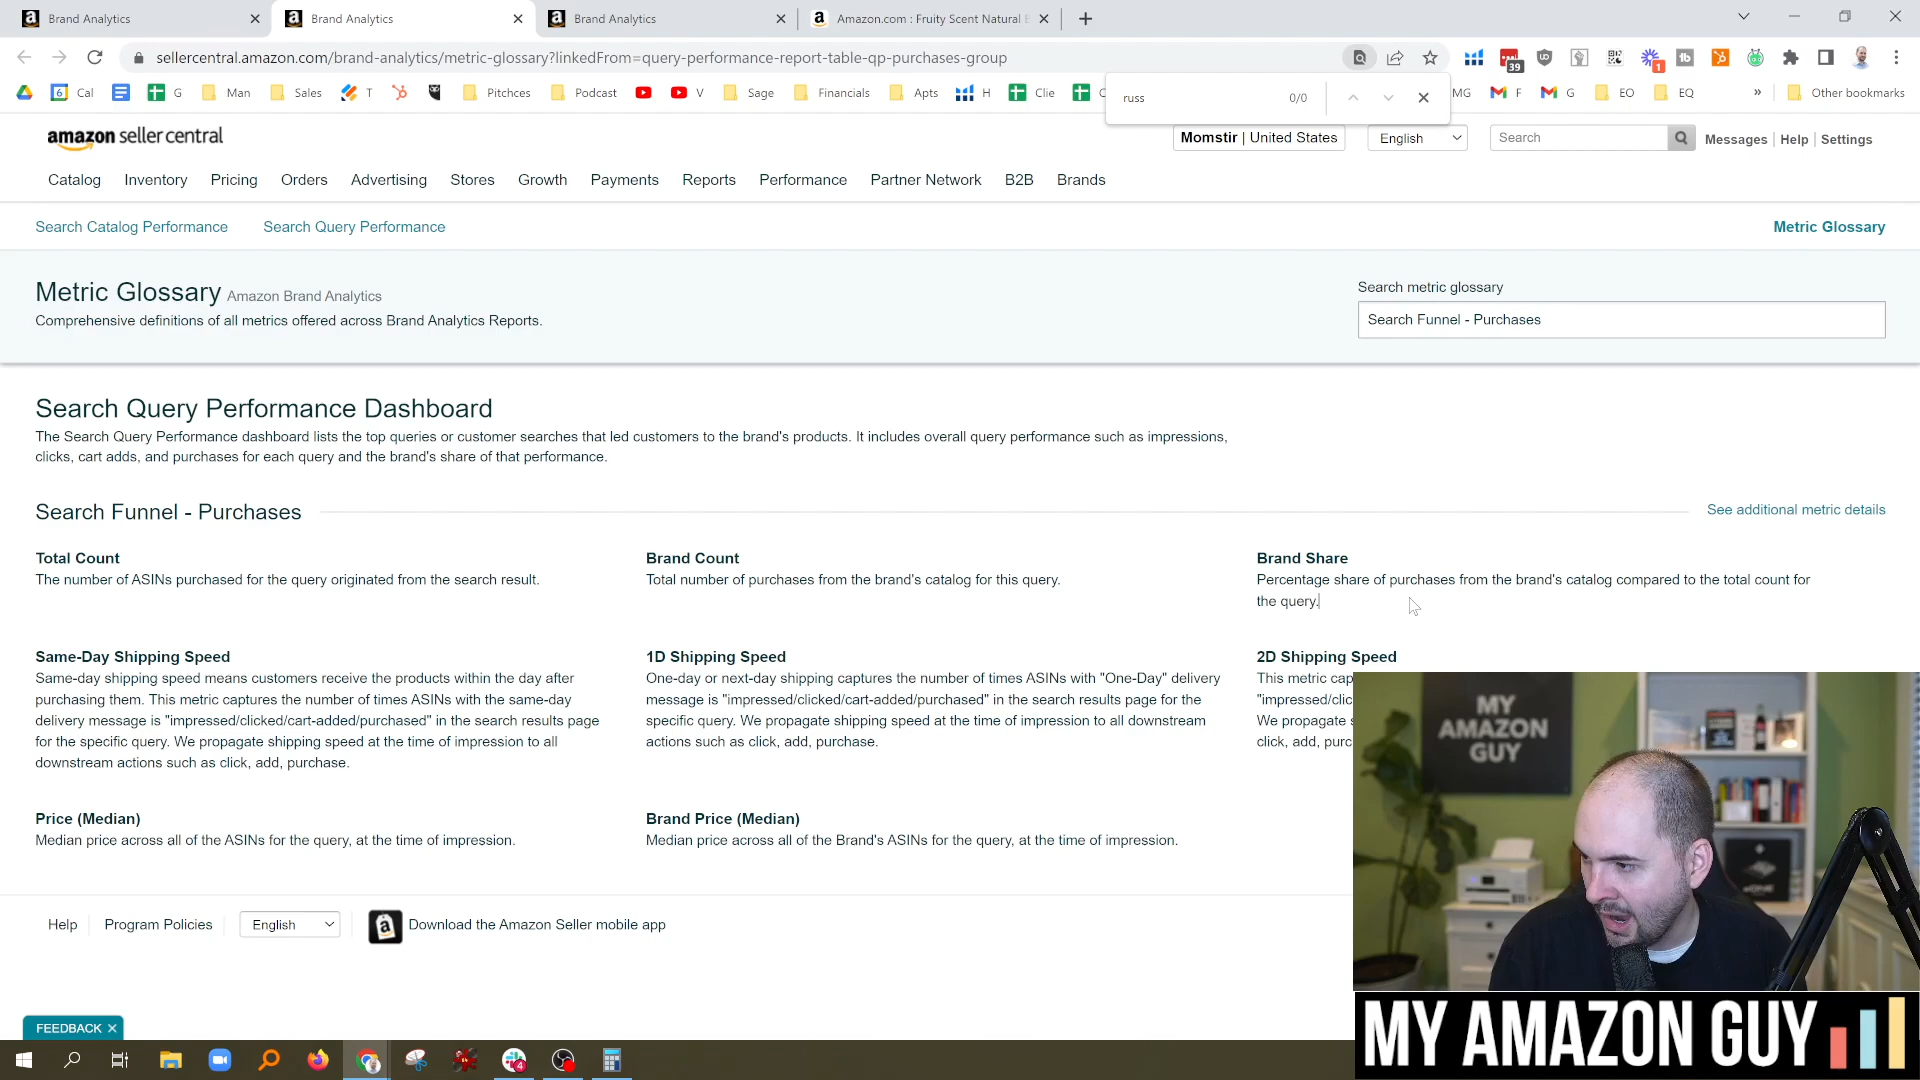 Brand Analytics
Brand Analytics
Brand Analytics
Amazon.com : Fruity Scent Natural
sellercentral.amazon.com/brand-analytics/metric-glossary?linkedFrom=query-performance-report-table-qp-purchases-group
39
1
Cal
G
Man
Sales
T
Pitchces
Podcast
V
Sage
Financials
Apts
H
Clie
MG
F
G
EO
EQ
»
Other bookmarks
russ
0/0
amazon seller central
Momstir | United States
English
Search
Messages | Help | Settings
Catalog
Inventory
Pricing
Orders
Advertising
Stores
Growth
Payments
Reports
Performance
Partner Network
B2B
Brands
Search Catalog Performance
Search Query Performance
Metric Glossary
Metric Glossary Amazon Brand Analytics
Comprehensive definitions of all metrics offered across Brand Analytics Reports.
Search metric glossary
Search Funnel - Purchases
Search Query Performance Dashboard
The Search Query Performance dashboard lists the top queries or customer searches that led customers to the brand's products. It includes overall query performance such as impressions,
clicks, cart adds, and purchases for each query and the brand's share of that performance.
Search Funnel - Purchases
See additional metric details
Total Count
The number of ASINs purchased for the query originated from the search result.
Brand Count
Total number of purchases from the brand's catalog for this query.
Brand Share
Percentage share of purchases from the brand's catalog compared to the total count for
the query.
Same-Day Shipping Speed
Same-day shipping speed means customers receive the products within the day after
purchasing them. This metric captures the number of times ASINs with the same-day
delivery message is "impressed/clicked/cart-added/purchased" in the search results page
for the specific query. We propagate shipping speed at the time of impression to all
downstream actions such as click, add, purchase.
1D Shipping Speed
One-day or next-day shipping captures the number of times ASINs with "One-Day" delivery
message is "impressed/clicked/cart-added/purchased" in the search results page for the
specific query. We propagate shipping speed at the time of impression to all downstream
actions such as click, add, purchase.
2D Shipping Speed
This metric cap
"impressed/clic
We propagate s
click, add, purc
Price (Median)
Median price across all of the ASINs for the query, at the time of impression.
Brand Price (Median)
Median price across all of the Brand's ASINs for the query, at the time of impression.
Help
Program Policies
English
Download the Amazon Seller mobile app
FEEDBACK
MY
AMAZON
GUY
MY AMAZON GUY